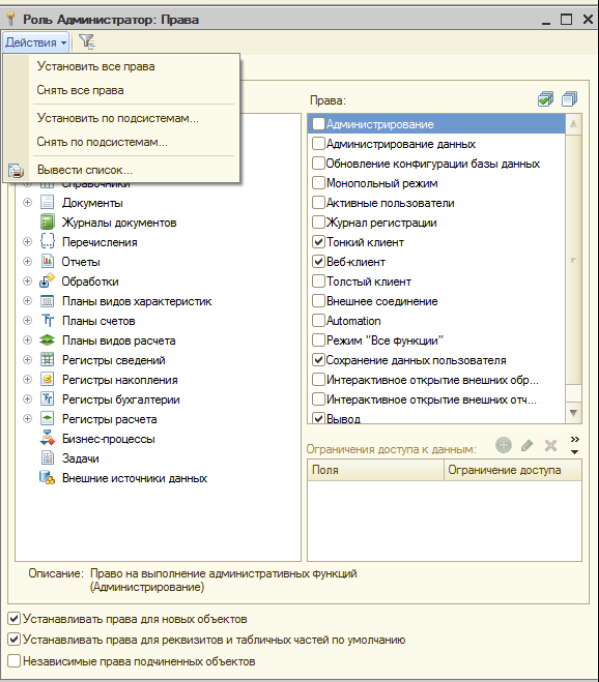 Роль Администратор: Права
Действия
Установить все права
Снять все права
Установить по подсистемам...
Снять по подсистемам...
Вывести список...
Справочники
Документы
Журналы документов
Перечисления
Отчеты
Обработки
Планы видов характеристик
Планы счетов
Планы видов расчета
Регистры сведений
Регистры накопления
Регистры бухгалтерии
Регистры расчета
Бизнес-процессы
Задачи
Внешние источники данных
Права:
Администрирование
Администрирование данных
Обновление конфигурации базы данных
Монопольный режим
Активные пользователи
Журнал регистрации
Тонкий клиент
Веб-клиент
Толстый клиент
Внешнее соединение
Automation
Режим "Все функции"
Сохранение данных пользователя
Интерактивное открытие внешних обр...
Интерактивное открытие внешних отч...
Вывод
Ограничения доступа к данным:
Поля
Ограничение доступа
Описание: Право на выполнение административных функций
(Администрирование)
Устанавливать права для новых объектов
Устанавливать права для реквизитов и табличных частей по умолчанию
Независимые права подчиненных объектов